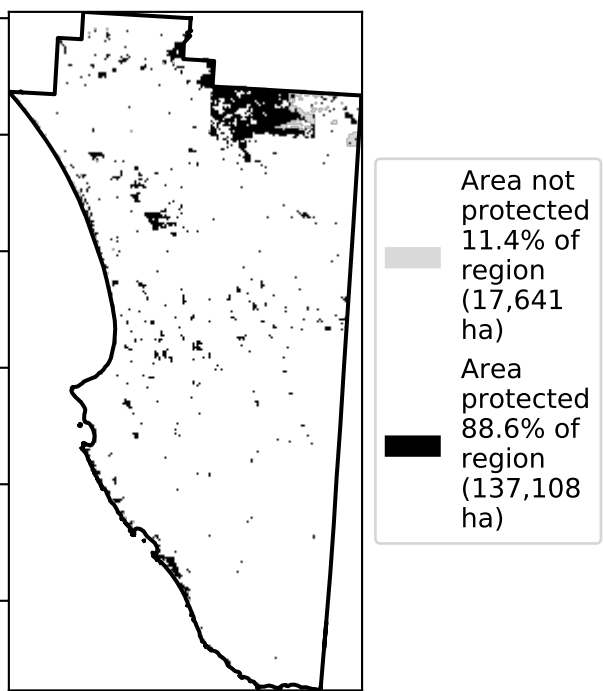 Area not
protected
11.4% of
region
(17,641
ha)
Area
protected
88.6% of
region
(137,108
ha)